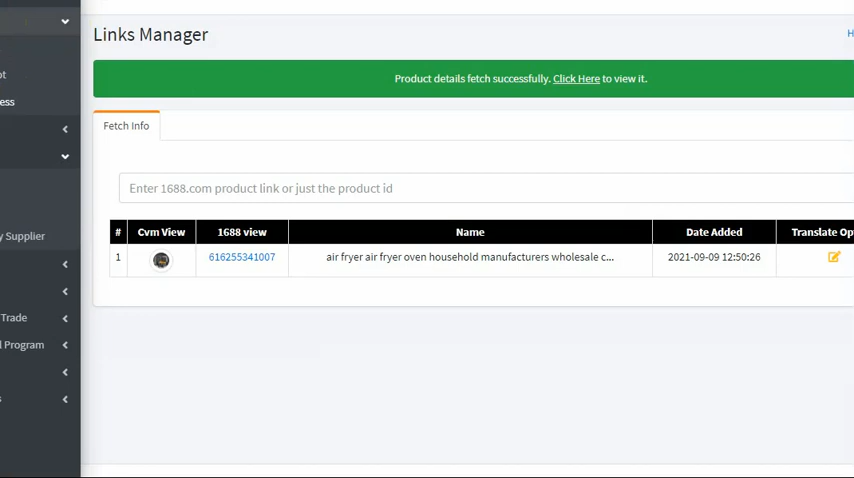 Links Manager
H
Product details fetch successfully. Click Here to view it.
pt
ess
Fetch Info
Enter 1688.com product link or just the product id
# Cvm View 1688 view Name Date Added Translate Op
y Supplier
1 616255341007 air fryer air fryer oven household manufacturers wholesale c... 2021-09-09 12:50:26
Trade
l Program
s